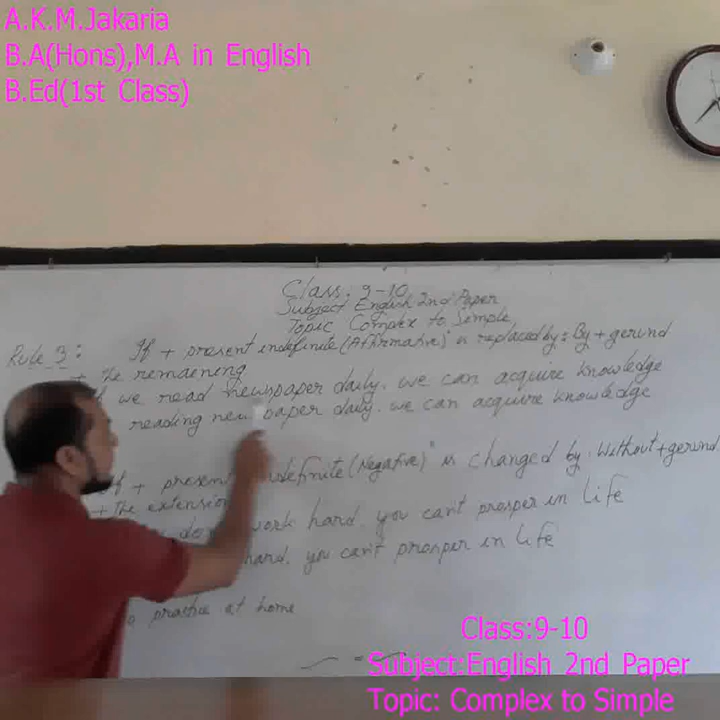 A.K.M.Jakaria
B.A(Hons),M.A in English
B.Ed(1st Class)
Class. 9-10
Subject English 2nd Paper
Topic Complex to Simple
Rule 3: If + present indefinite (Affirmative) is replaced by: By + gerund
+ the remaening
we read newspaper daily. we can acquire knowledge
reading new paper daily. we can acquire knowledge
If + present indefinite (Negative) is changed by. Without + gerund
+ The extension
work hard. you can't prosper in life
hard. you can't prosper in life
practice at home
Class:9-10
Subject:English 2nd Paper
Topic: Complex to Simple